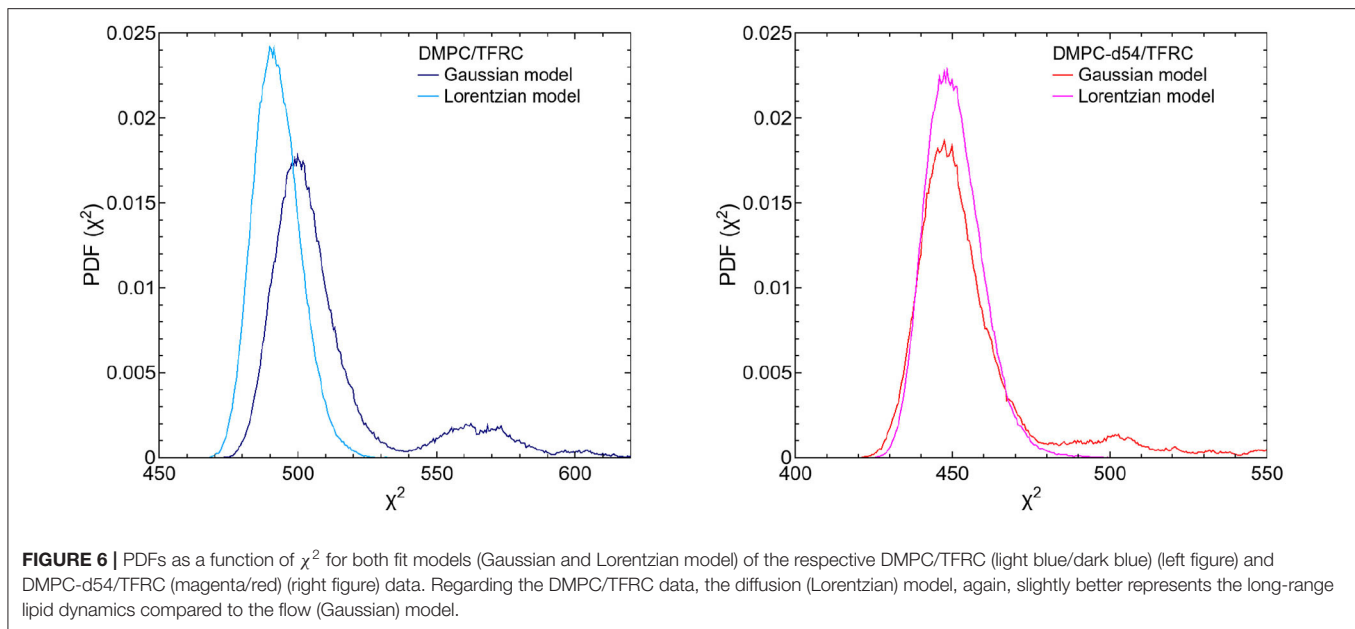 0.025
0.02
0.015
0.01
0.005
0
PDF (χ²)
450
500
550
600
χ²
DMPC/TFRC
Gaussian model
Lorentzian model
0.025
0.02
0.015
0.01
0.005
0
PDF (χ²)
400
450
500
550
χ²
DMPC-d54/TFRC
Gaussian model
Lorentzian model
FIGURE 6 | PDFs as a function of χ² for both fit models (Gaussian and Lorentzian model) of the respective DMPC/TFRC (light blue/dark blue) (left figure) and
DMPC-d54/TFRC (magenta/red) (right figure) data. Regarding the DMPC/TFRC data, the diffusion (Lorentzian) model, again, slightly better represents the long-range
lipid dynamics compared to the flow (Gaussian) model.